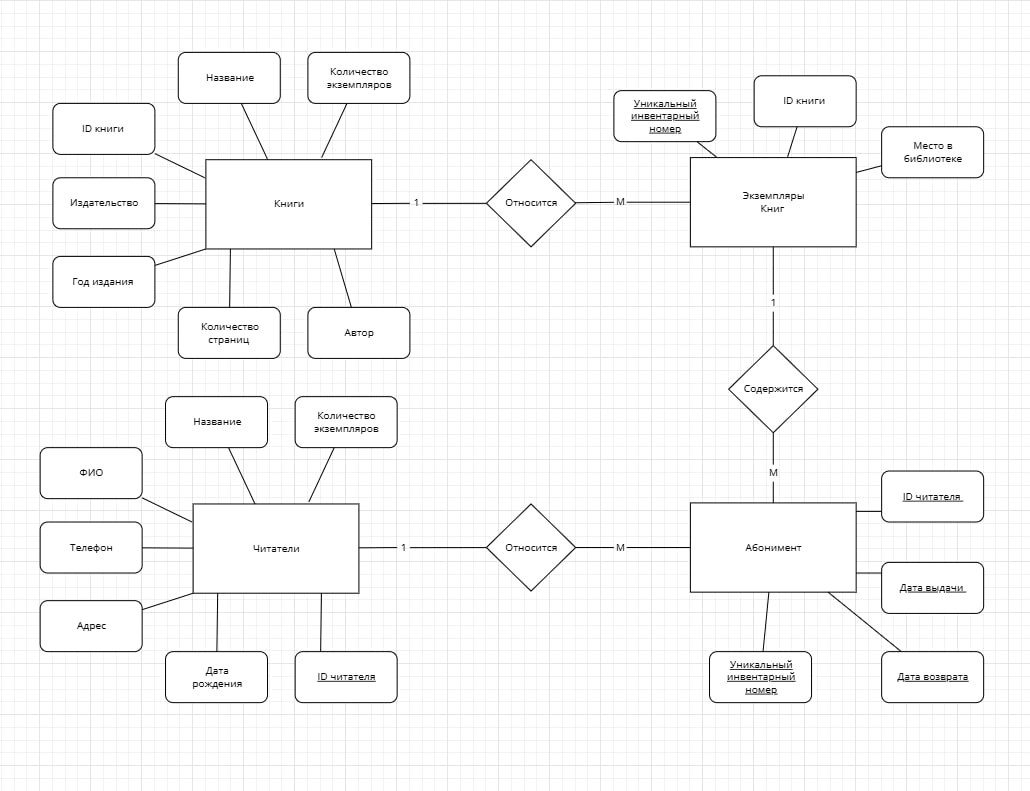 Название
Количество
экземпляров
ID книги
Издательство
Год издания
Книги
Количество
страниц
Автор
1
Относится
М
Уникальный
инвентарный
номер
ID книги
Место в
библиотеке
Экземпляры
Книг
1
Содержится
М
Название
Количество
экземпляров
ФИО
Телефон
Адрес
Читатели
Дата
рождения
ID читателя
1
Относится
М
Абонимент
ID читателя
Дата выдачи
Уникальный
инвентарный
номер
Дата возврата